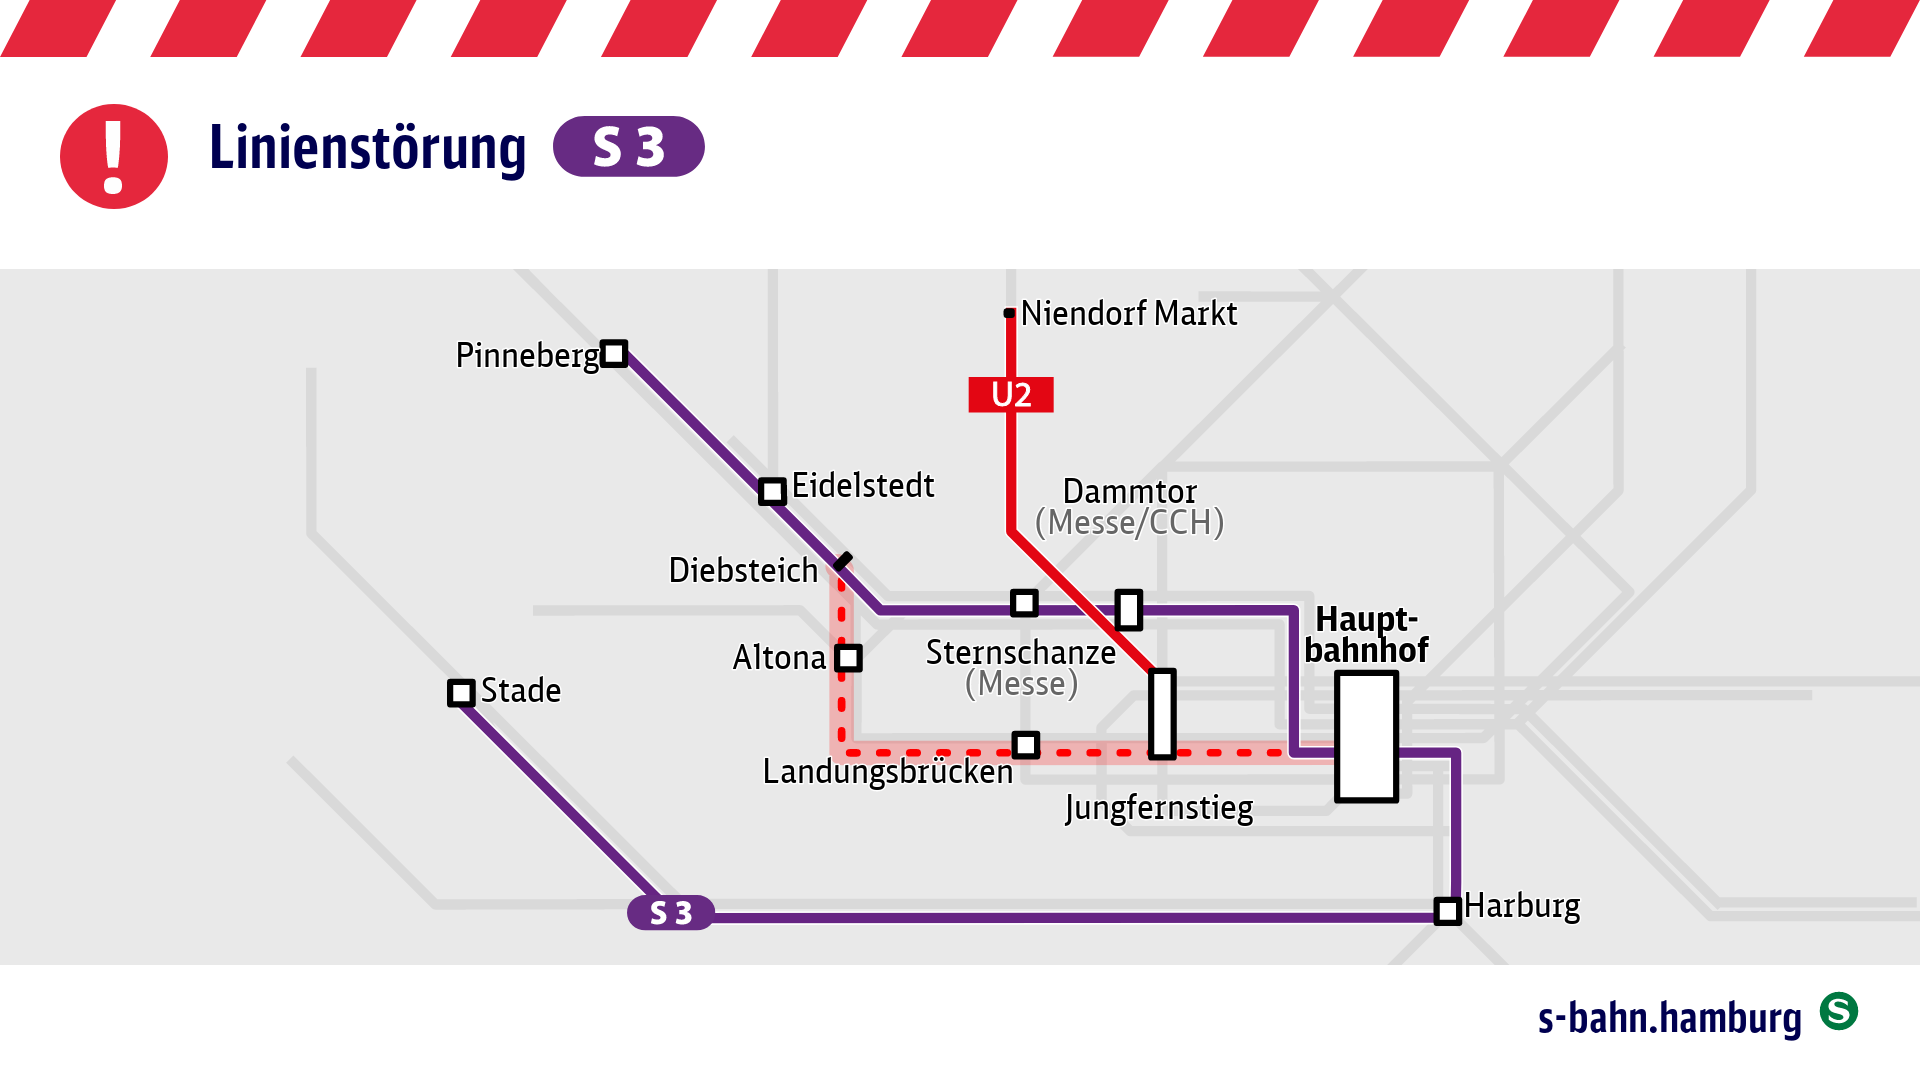 !
Linienstörung S 3
Niendorf Markt
Pinneberg
U2
Eidelstedt
Dammtor
(Messe/CCH)
Diebsteich
Haupt-
bahnhof
Altona
Sternschanze
(Messe)
Stade
Landungsbrücken
Jungfernstieg
S 3
Harburg
s-bahn.hamburg S